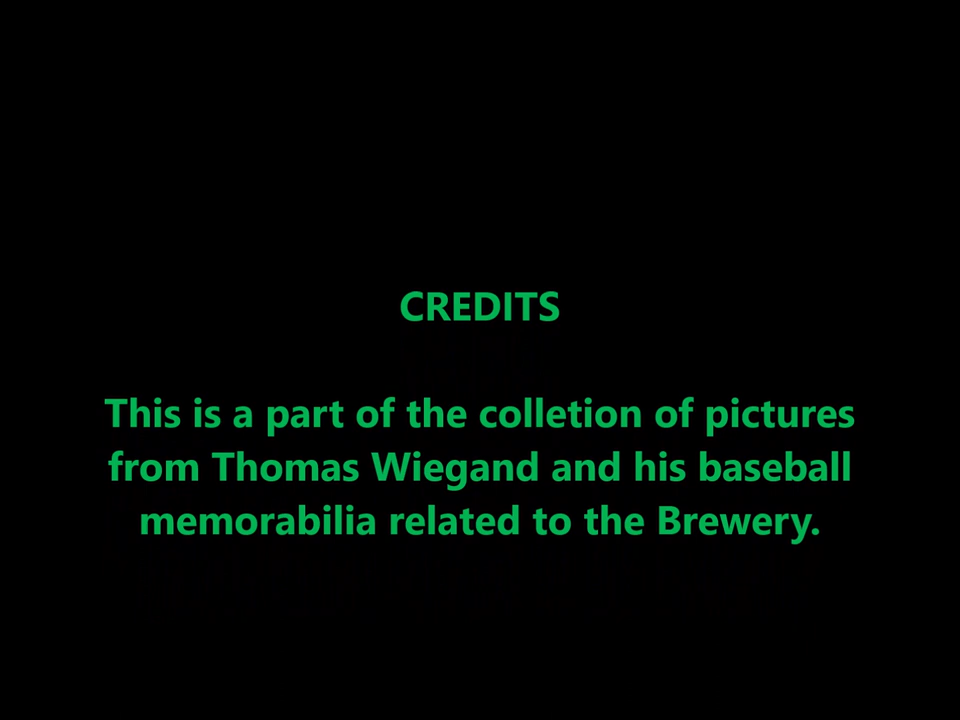 CREDITS
This is a part of the colletion of pictures
from Thomas Wiegand and his baseball
memorabilia related to the Brewery.